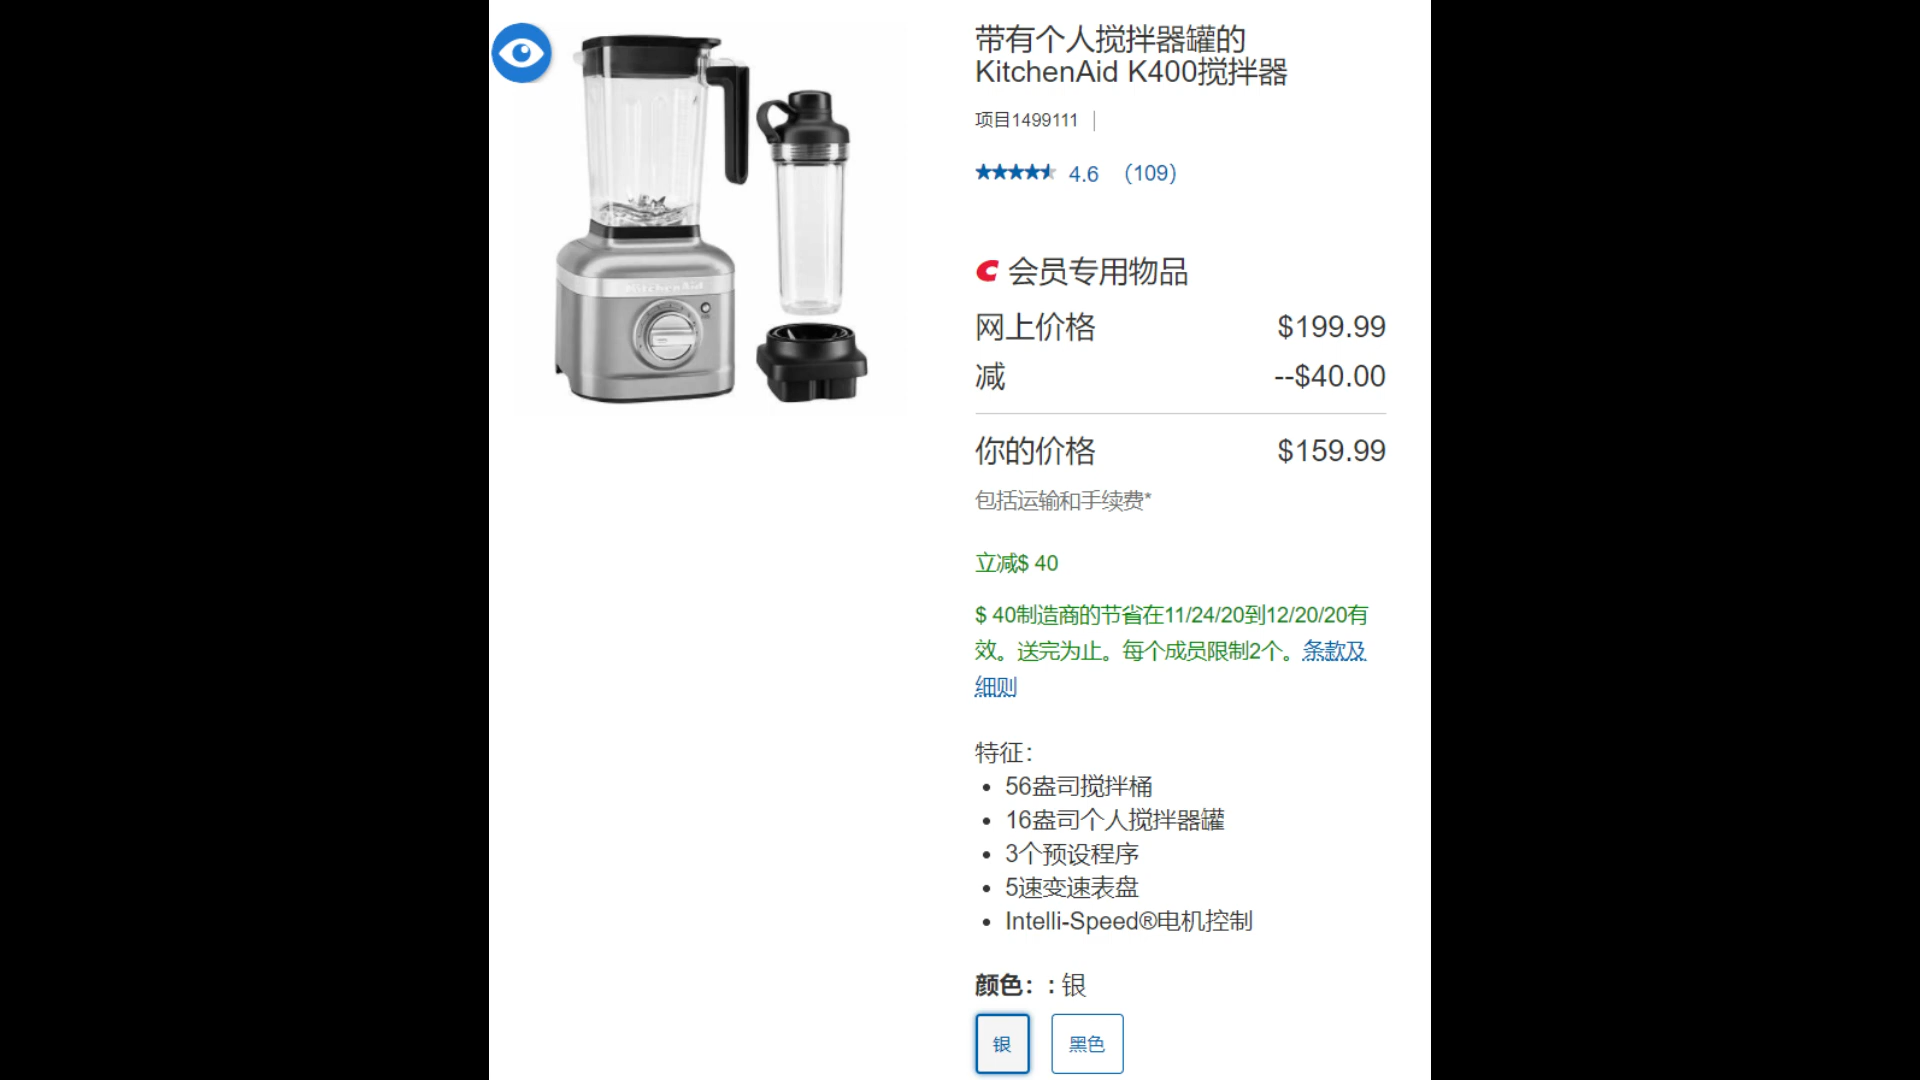 带有个人搅拌器罐的
KitchenAid K400搅拌器
项目1499111
4.6 (109)
会员专用物品
网上价格 $199.99
减 --$40.00
你的价格 $159.99
包括运输和手续费*
立减$ 40
$ 40制造商的节省在11/24/20到12/20/20有
效。送完为止。每个成员限制2个。条款及
细则
特征：
56盎司搅拌桶
16盎司个人搅拌器罐
3个预设程序
5速变速表盘
Intelli-Speed®电机控制
颜色：: 银
银 黑色
KitchenAid